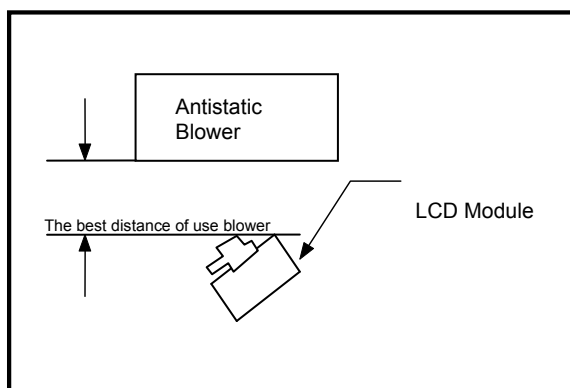 Antistatic
Blower
The best distance of use blower
LCD Module